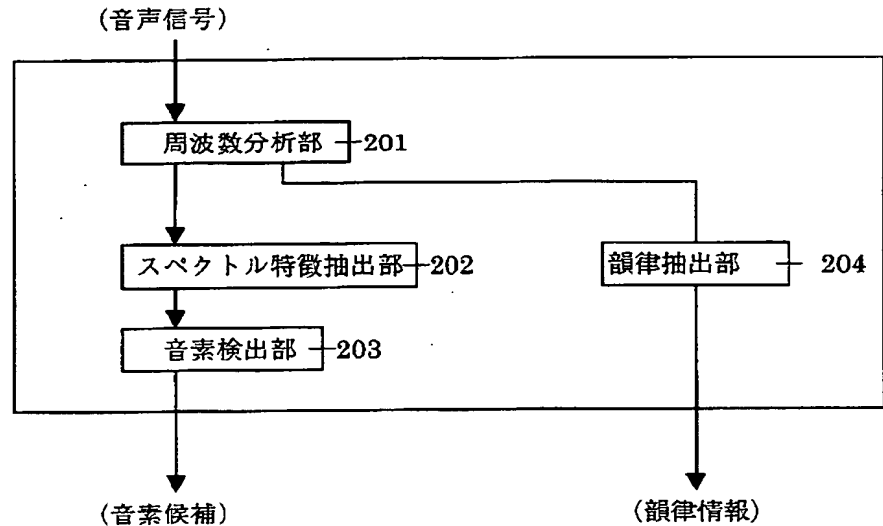 (音声信号)
周波数分析部 201
スペクトル特徴抽出部 202
韻律抽出部 204
音素検出部 203
(音素候補)
(韻律情報)